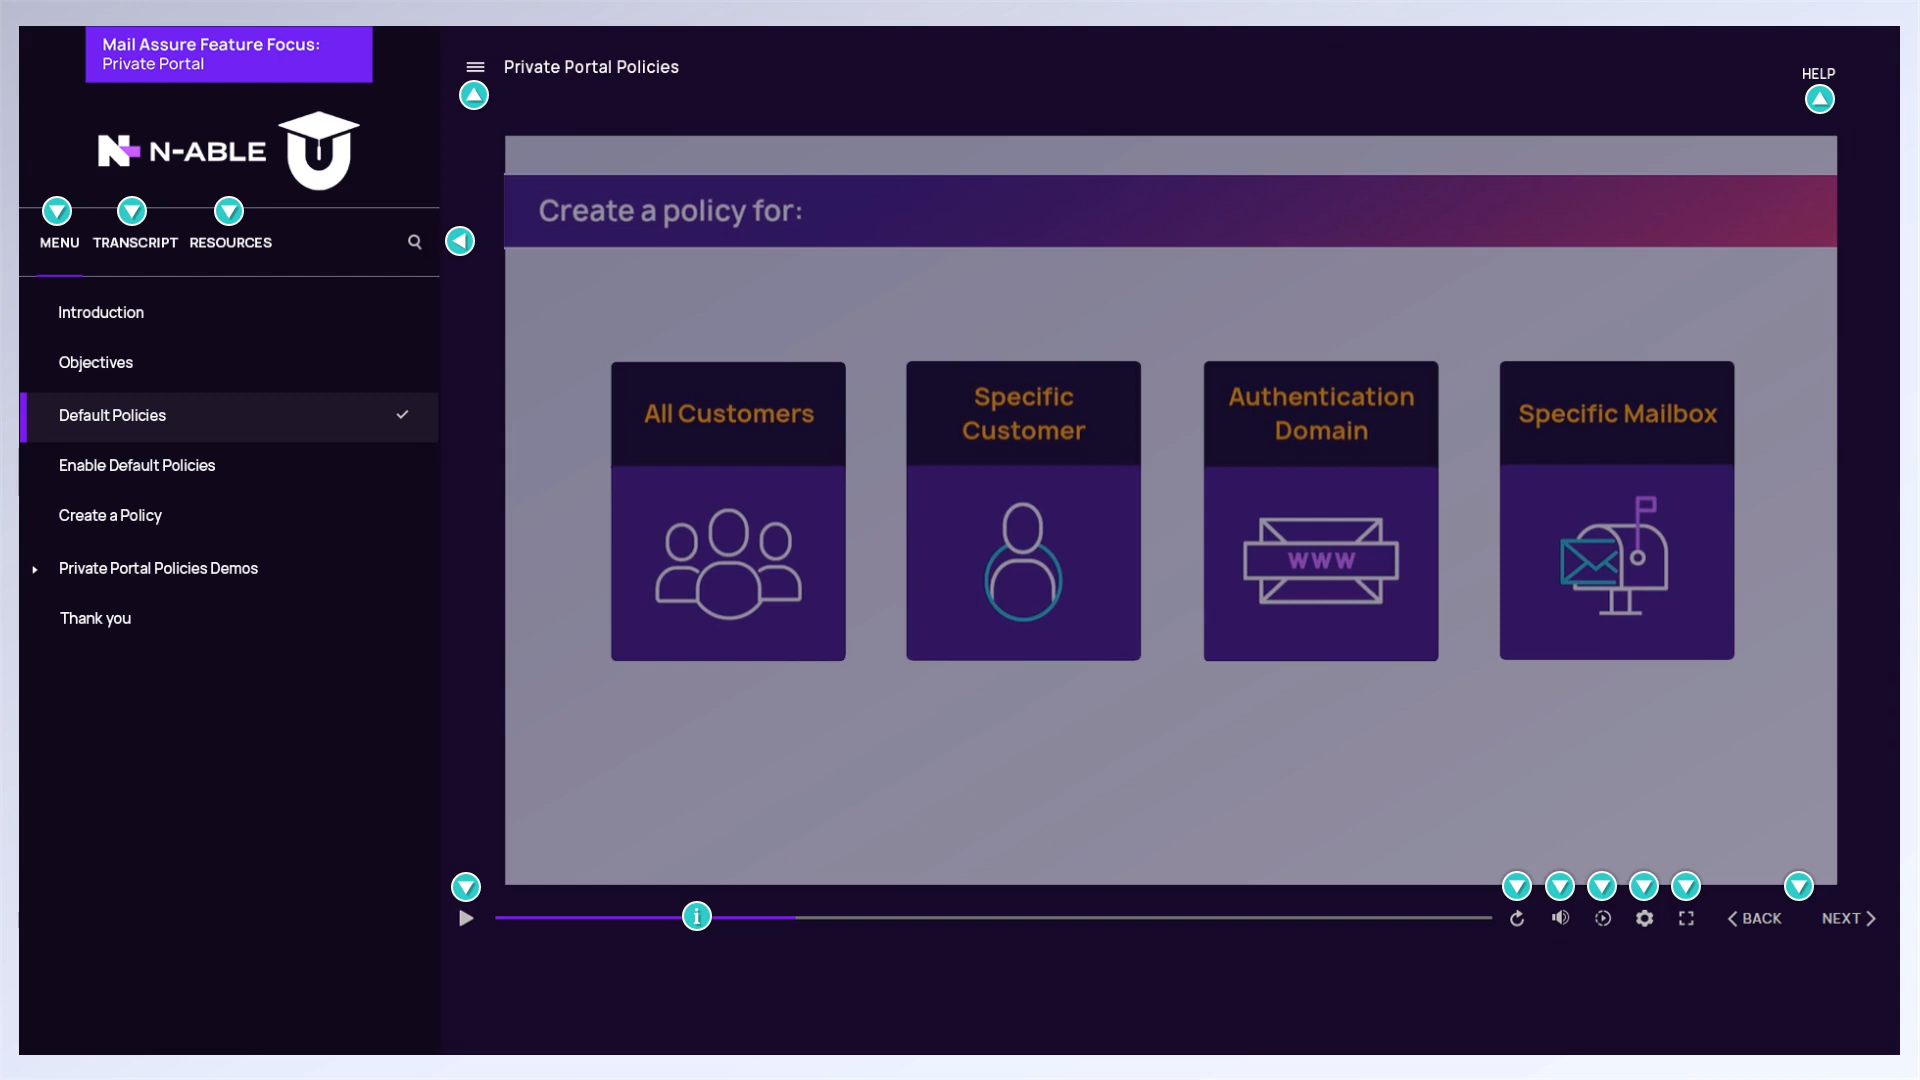 Mail Assure Feature Focus:
Private Portal
N-ABLE
MENU TRANSCRIPT RESOURCES
Introduction
Objectives
Default Policies
Enable Default Policies
Create a Policy
Private Portal Policies Demos
Thank you
Private Portal Policies
HELP
Create a policy for:
All Customers
Specific
Customer
Authentication
Domain
Specific Mailbox
WWW
i
BACK
NEXT